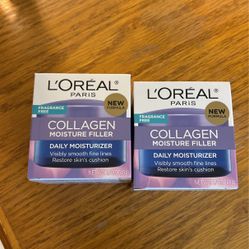 L'ORÉAL
PARIS
FRAGRANCE
FREE
NEW
FORMULA
COLLAGEN
MOISTURE FILLER
DAILY MOISTURIZER
Visibly smooth fine lines
Restore skin's cushion
L'ORÉAL
PARIS
FRAGRANCE
FREE
NEW
FORMULA
COLLAGEN
MOISTURE FILLER
DAILY MOISTURIZER
Visibly smooth fine lines
Restore skin's cushion